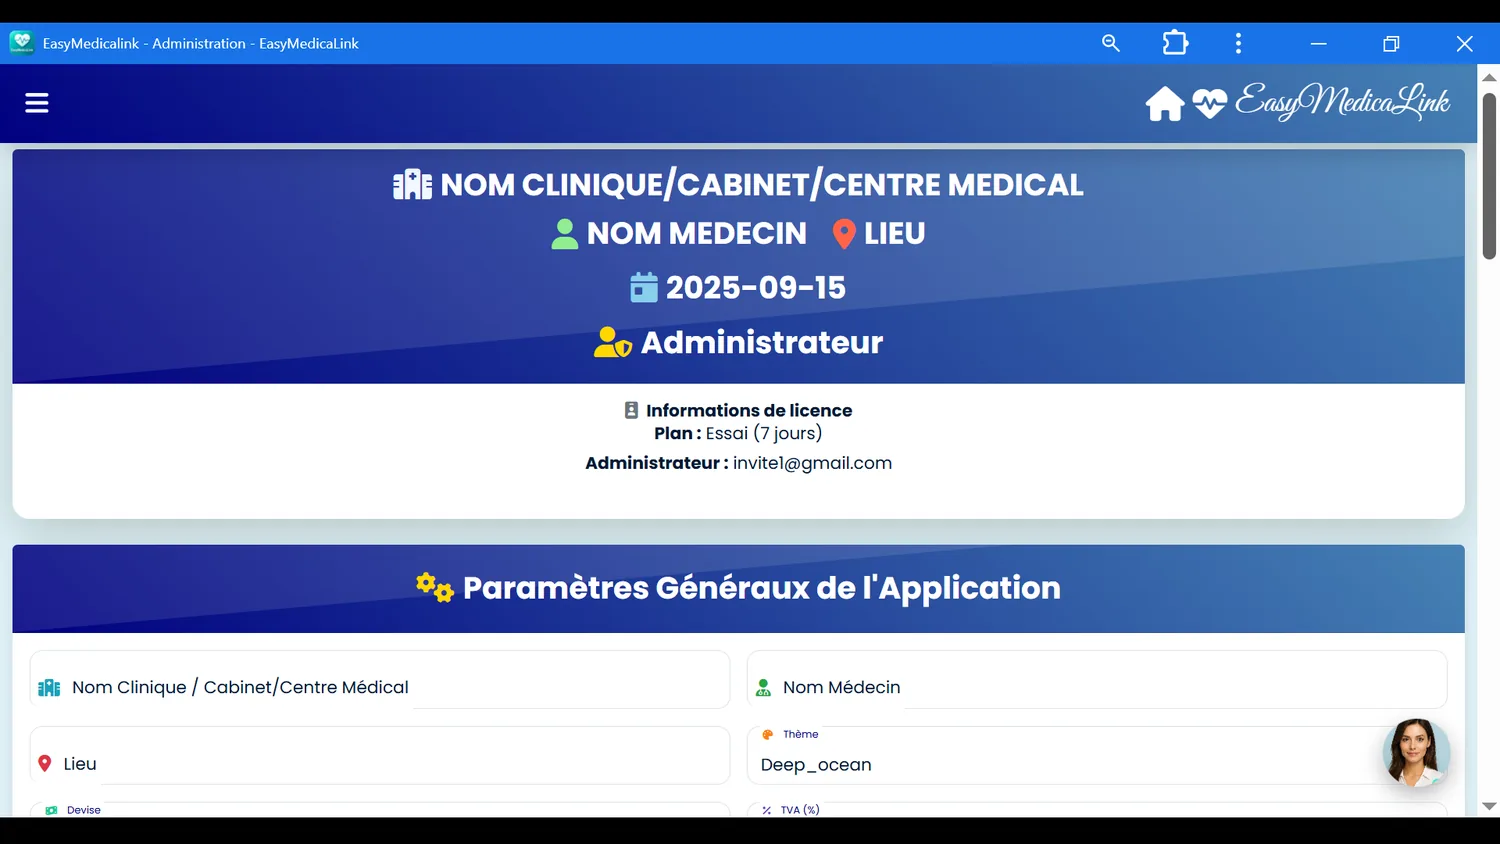 EasyMedicalink - Administration - EasyMedicaLink
EasyMedicaLink
NOM CLINIQUE/CABINET/CENTRE MEDICAL
NOM MEDECIN LIEU
2025-09-15
Administrateur
Informations de licence
Plan : Essai (7 jours)
Administrateur : invite1@gmail.com
Paramètres Généraux de l'Application
Nom Clinique / Cabinet/Centre Médical
Nom Médecin
Lieu
Thème
Deep_ocean
Devise
TVA (%)